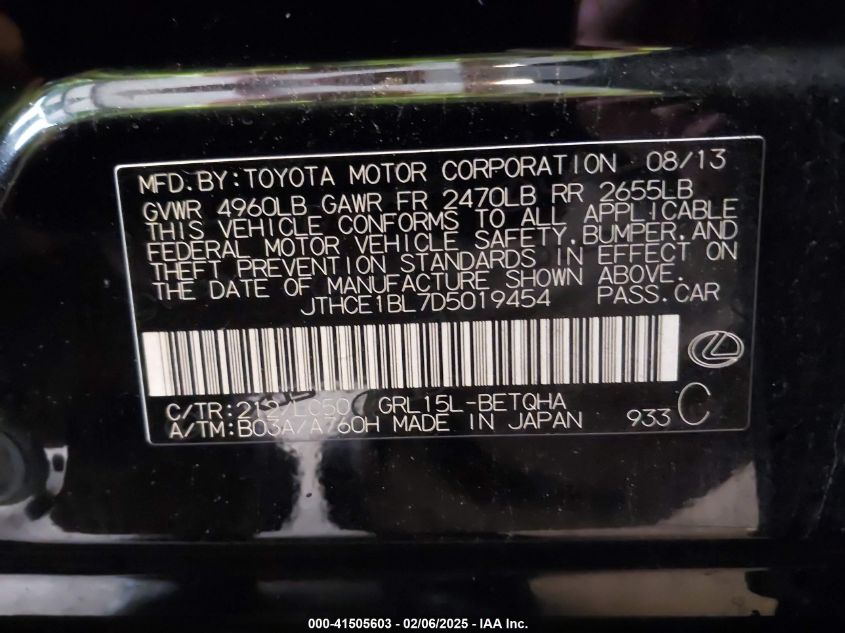 MFD.BY:TOYOTA MOTOR CORPORATION 08/13
GVWR 4960LB GAWR FR 2470LB RR 2655LB
THIS VEHICLE CONFORMS TO ALL APPLICABLE
FEDERAL MOTOR VEHICLE SAFETY,BUMPER,AND
THEFT PREVENTION STANDARDS IN EFFECT ON
THE DATE OF MANUFACTURE SHOWN ABOVE.
JTHCE1BL7D5019454 PASS.CAR
C/TR:212/LC50 GRL15L-BETQHA
A/TM:B03A/A760H MADE IN JAPAN 933 C
000-41505603 - 02/06/2025 - IAA Inc.